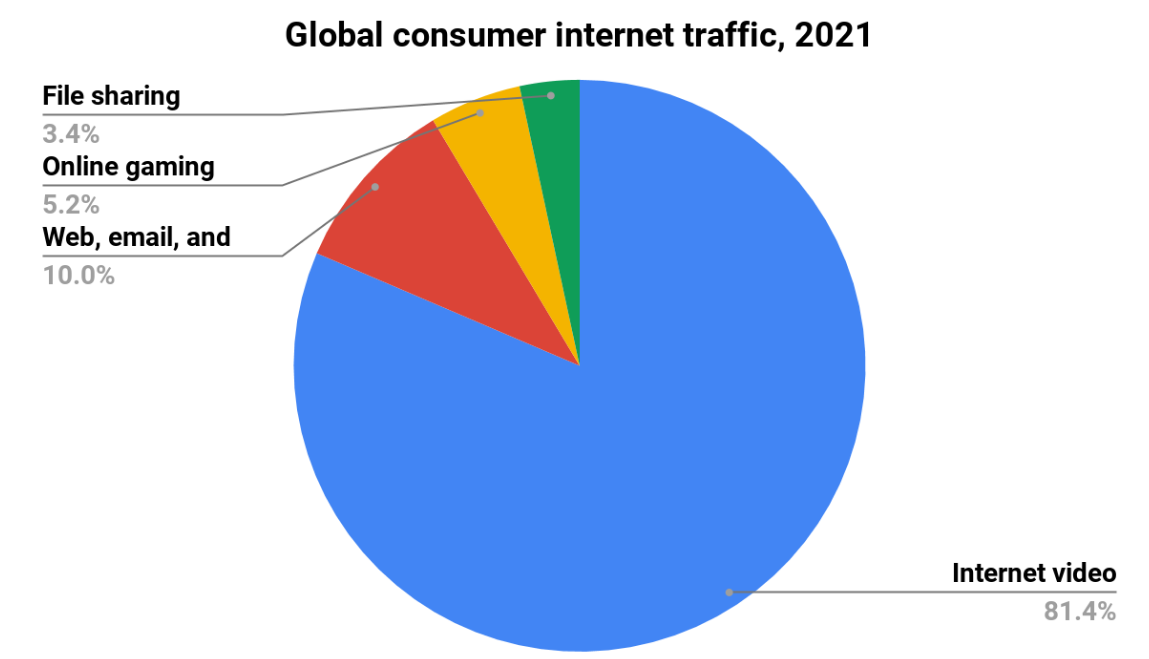 Global consumer internet traffic, 2021
File sharing
3.4%
Online gaming
5.2%
Web, email, and
10.0%
Internet video
81.4%